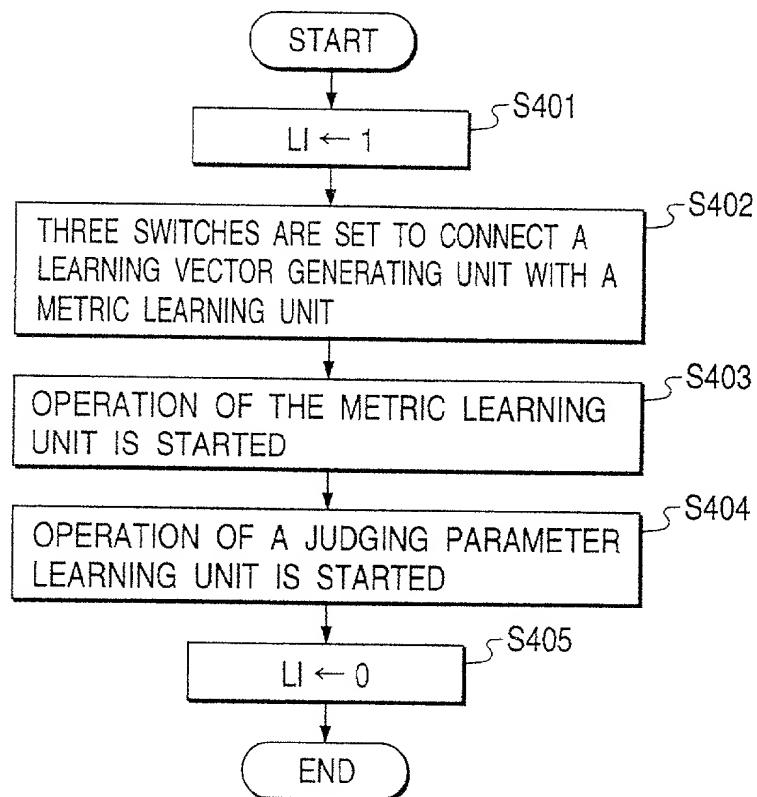 START
LI ← 1
S401
THREE SWITCHES ARE SET TO CONNECT A
LEARNING VECTOR GENERATING UNIT WITH A
METRIC LEARNING UNIT
S402
OPERATION OF THE METRIC LEARNING
UNIT IS STARTED
S403
OPERATION OF A JUDGING PARAMETER
LEARNING UNIT IS STARTED
S404
LI ← 0
S405
END